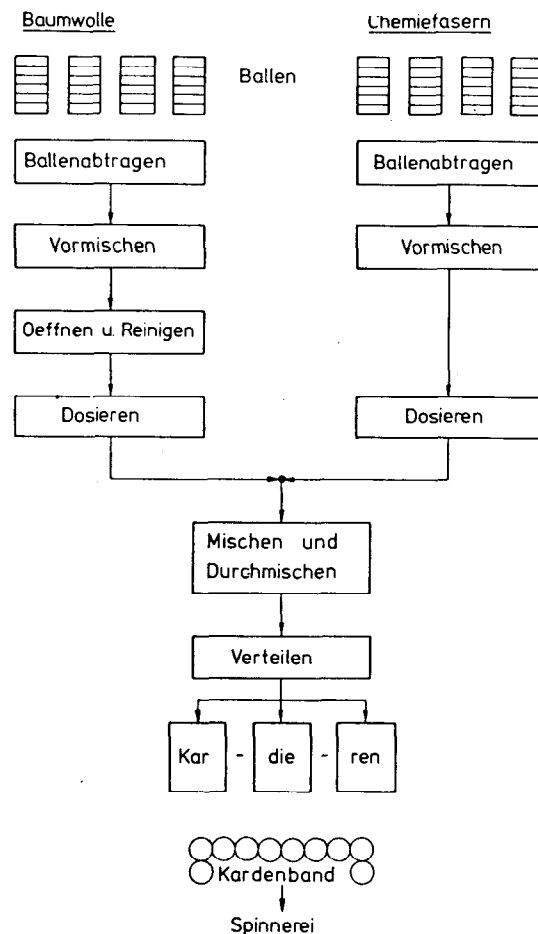 Baumwolle
Chemiefasern
Ballen
Ballenabtragen
Ballenabtragen
Vormischen
Vormischen
Oeffnen u. Reinigen
Dosieren
Dosieren
Mischen und
Durchmischen
Verteilen
Kar - die - ren
Kardenband
Spinnerei